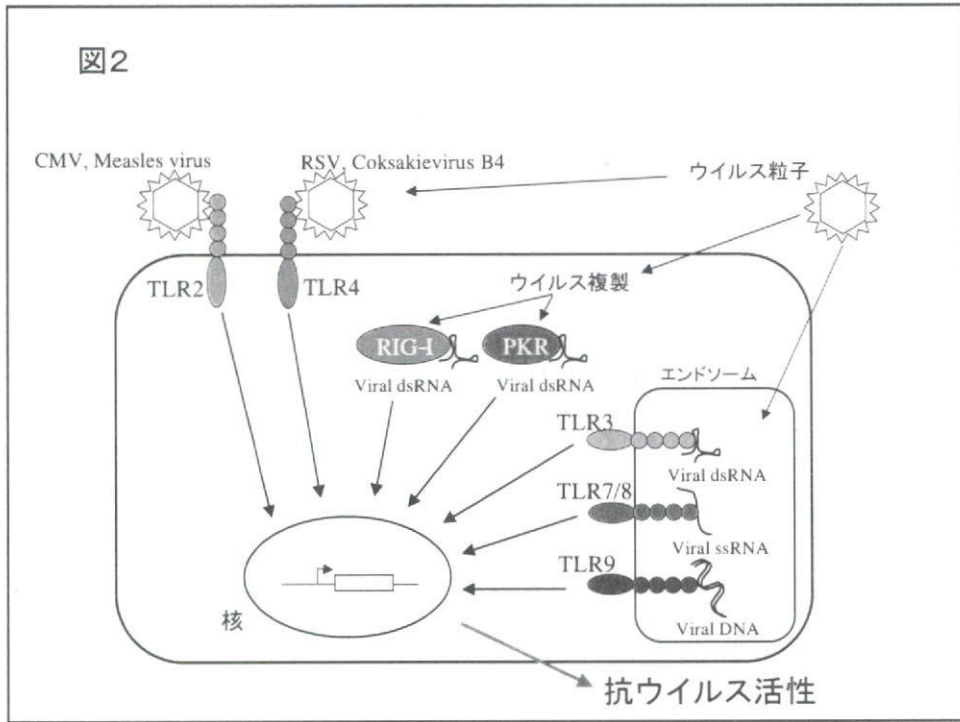 図2
CMV, Measles virus
RSV, Coksakievirus B4
ウイルス粒子
TLR2
TLR4
ウイルス複製
RIG-I
PKR
Viral dsRNA
Viral dsRNA
エンドソーム
TLR3
Viral dsRNA
TLR7/8
Viral ssRNA
TLR9
Viral DNA
核
抗ウイルス活性